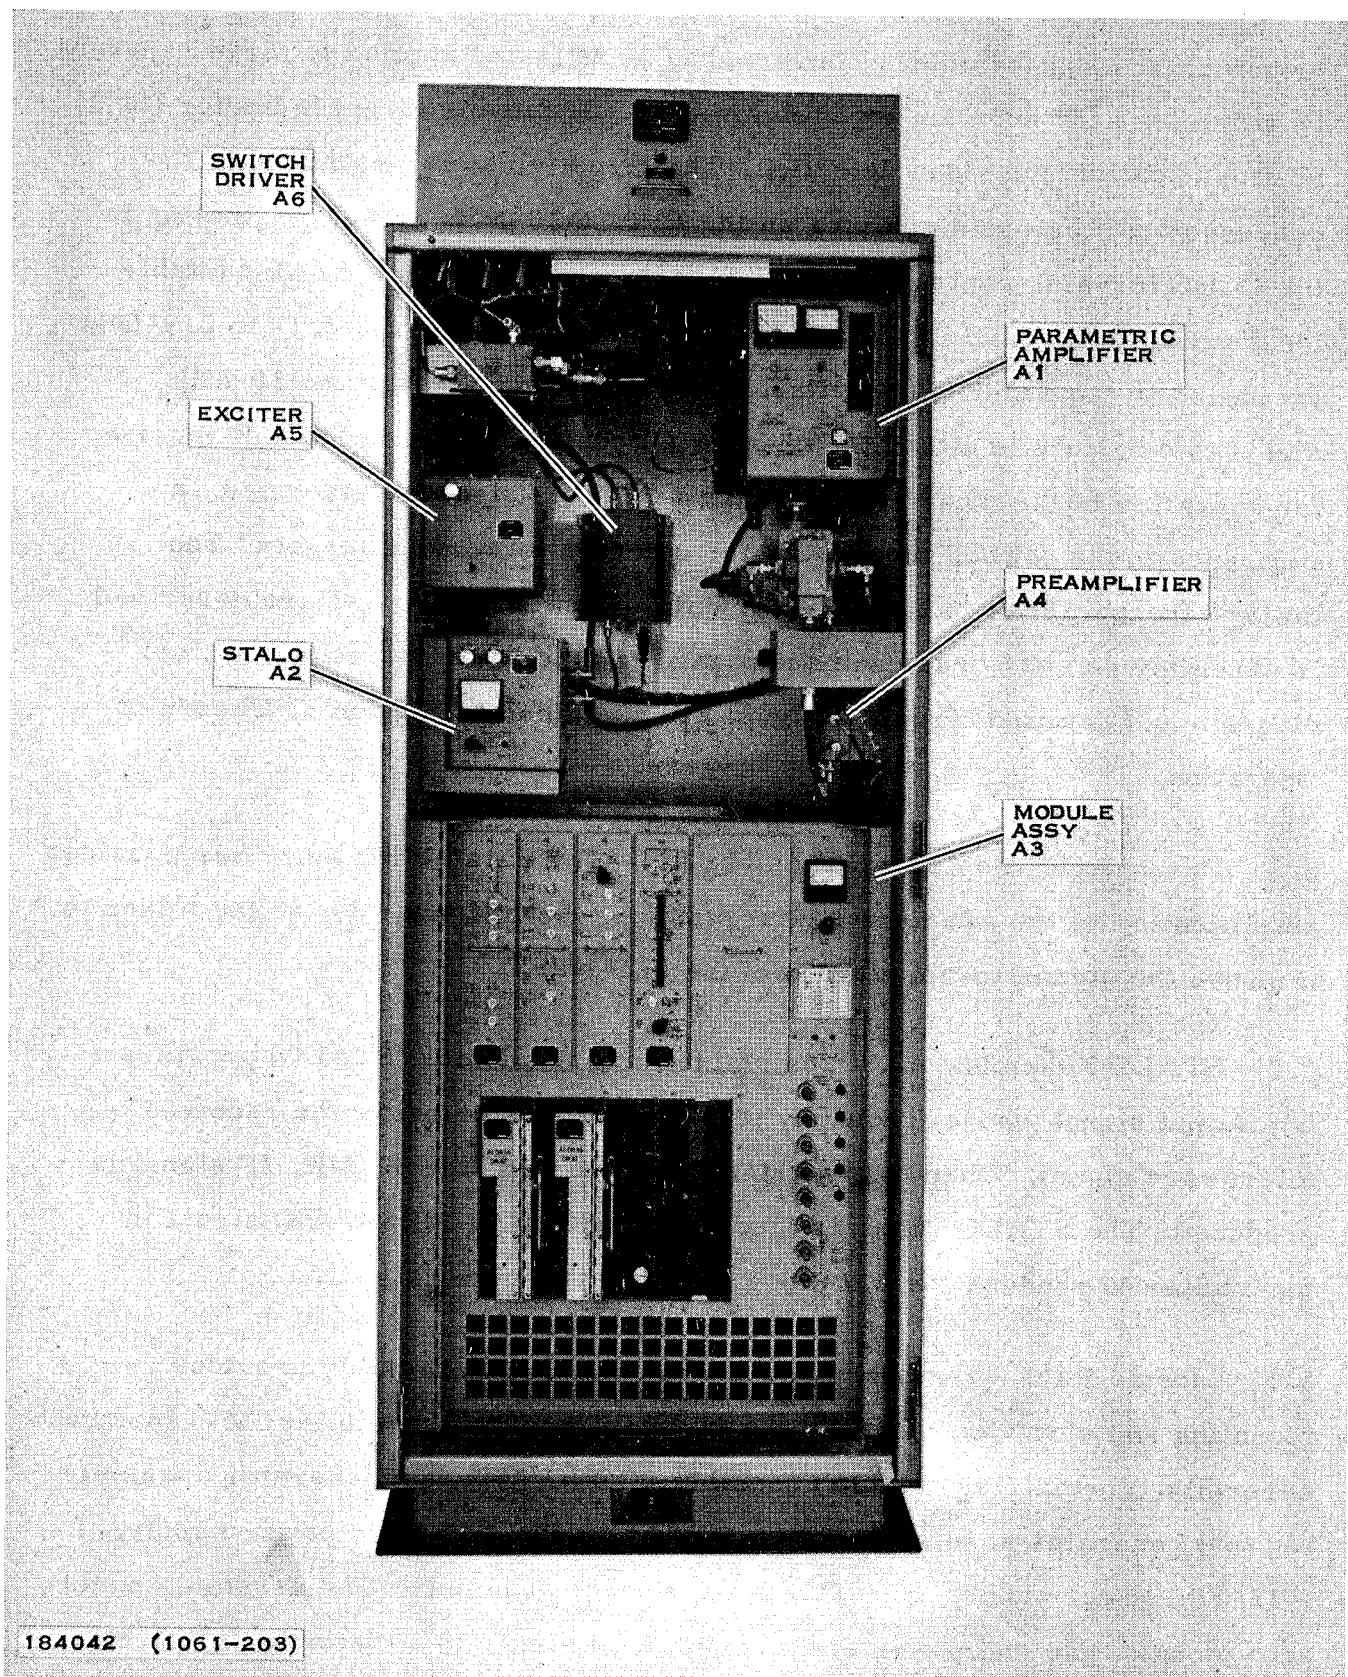 SWITCH
DRIVER
A6
PARAMETRIC
AMPLIFIER
A1
EXCITER
A5
PREAMPLIFIER
A4
STALO
A2
MODULE
ASSY
A3
184042 (1061-203)